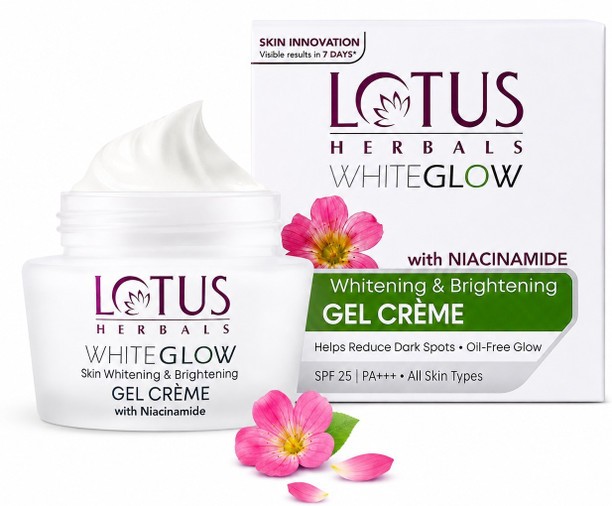 SKIN INNOVATION
Visible results in 7 DAYS*
LOTUS
HERBALS
WHITEGLOW
with NIACINAMIDE
Whitening & Brightening
GEL CRÈME
Helps Reduce Dark Spots • Oil-Free Glow
SPF 25 | PA+++ • All Skin Types
LOTUS
HERBALS
WHITEGLOW
Skin Whitening & Brightening
GEL CRÈME
with Niacinamide